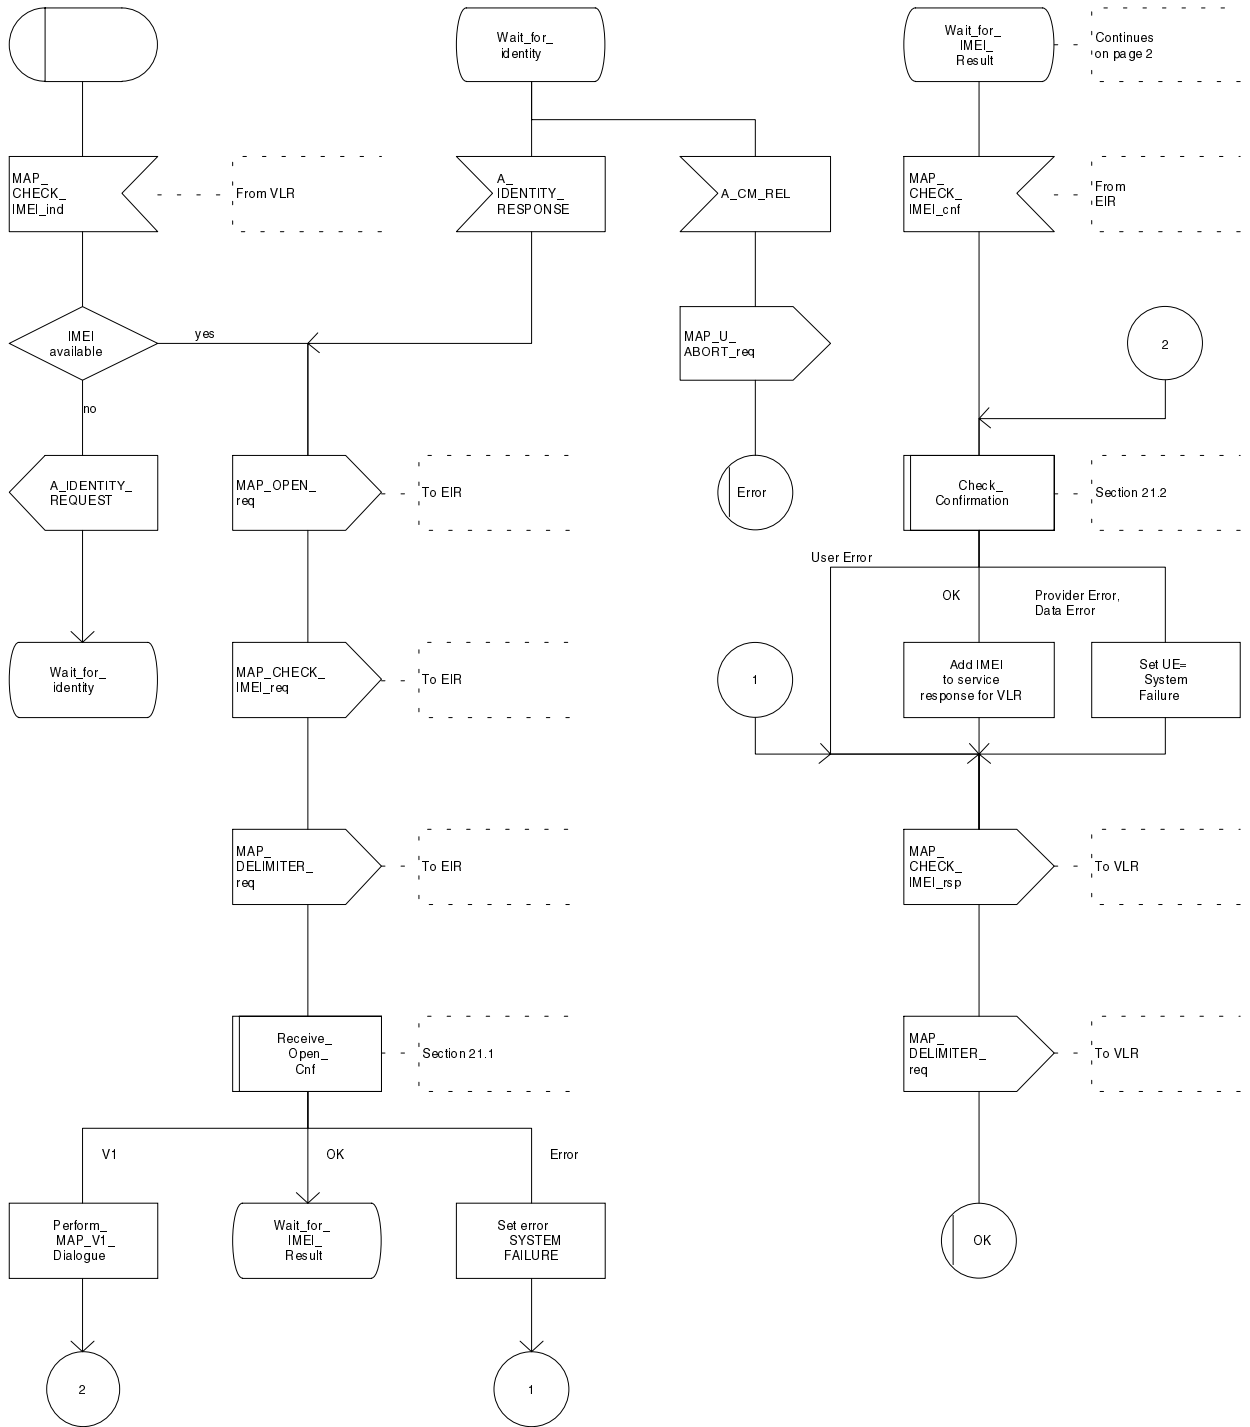 Wait_for_
identity
Wait_for_
IMEI_
Result
Continues
on page 2
MAP_
CHECK_
IMEI_ind
From VLR
A_
IDENTITY_
RESPONSE
A_CM_REL
MAP_
CHECK_
IMEI_cnf
From
EIR
IMEI
available
yes
no
MAP_U_
ABORT_req
2
A_IDENTITY_
REQUEST
MAP_OPEN_
req
To EIR
Error
Check_
Confirmation
Section 21.2
User Error
OK
Provider Error,
Data Error
Wait_for_
identity
MAP_CHECK_
IMEI_req
To EIR
1
Add IMEI
to service
response for VLR
Set UE=
System
Failure
MAP_
DELIMITER_
req
To EIR
MAP_
CHECK_
IMEI_rsp
To VLR
Receive_
Open_
Cnf
Section 21.1
MAP_
DELIMITER_
req
To VLR
V1
OK
Error
Perform_
MAP_V1_
Dialogue
Wait_for_
IMEI_
Result
Set error
SYSTEM
FAILURE
OK
2
1